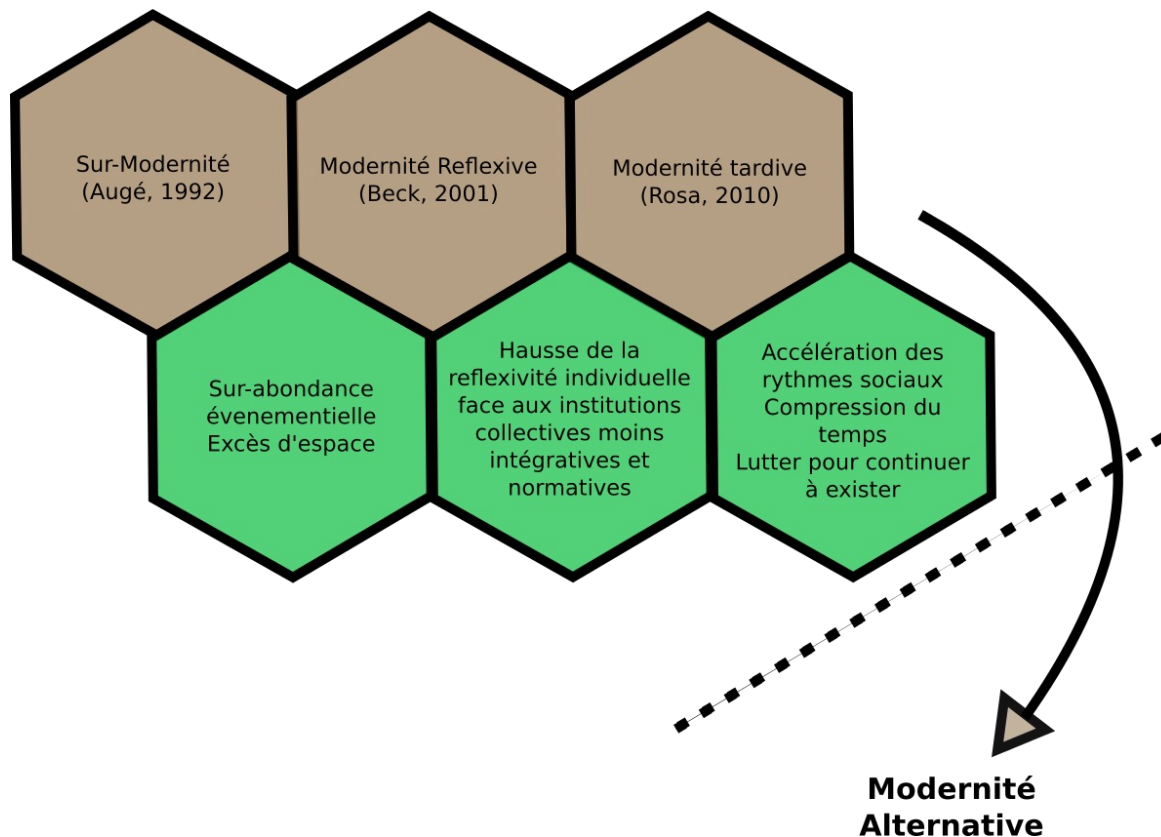 Sur-Modernité
(Augé, 1992)
Modernité Reflexive
(Beck, 2001)
Modernité tardive
(Rosa, 2010)
Sur-abondance
évenementielle
Excès d'espace
Hausse de la
reflexivité individuelle
face aux institutions
collectives moins
intégratives et
normatives
Accélération des
rythmes sociaux
Compression du
temps
Lutter pour continuer
à exister
Modernité
Alternative